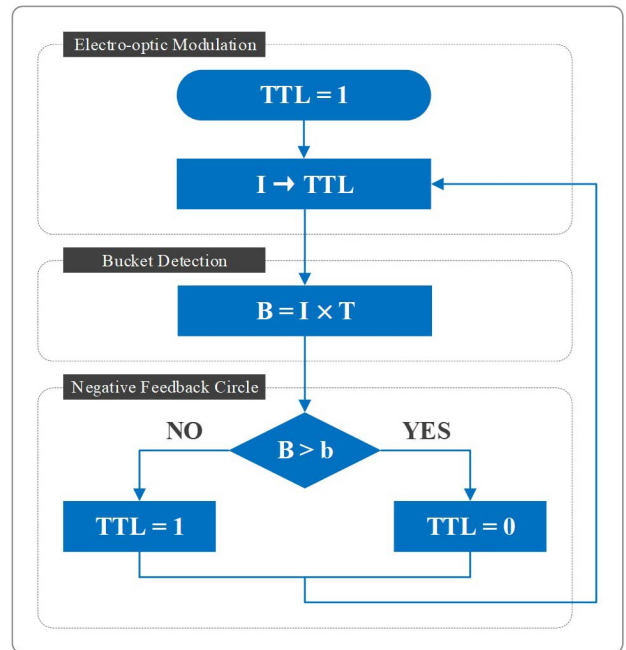 Electro-optic Modulation
TTL = 1
I → TTL
Bucket Detection
B = I × T
Negative Feedback Circle
NO
YES
B > b
TTL = 1
TTL = 0